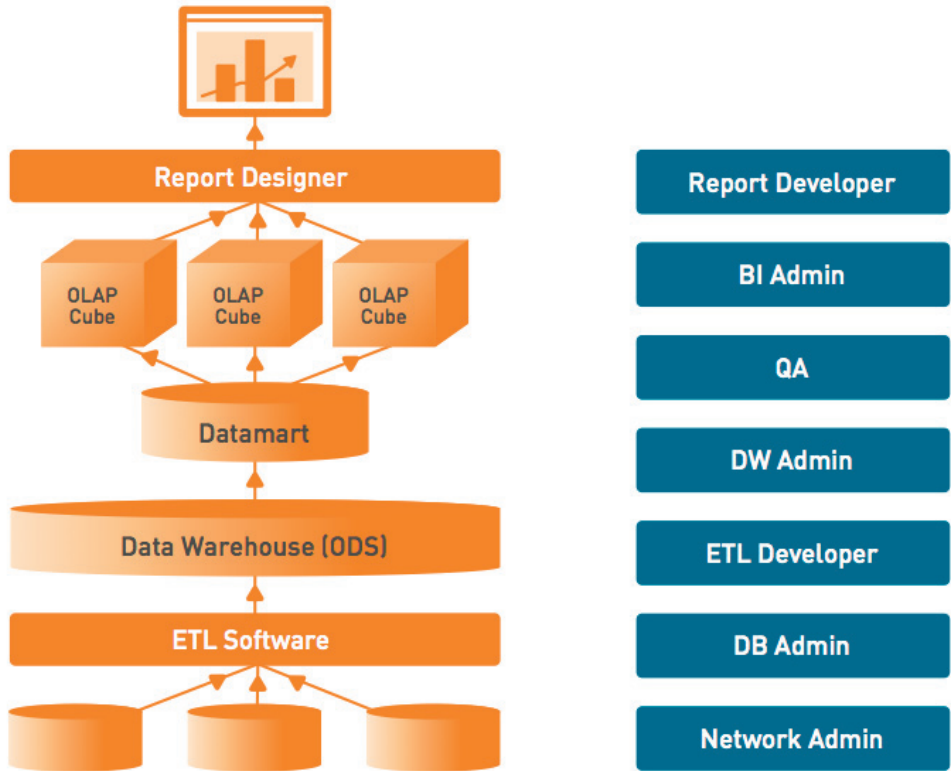 Report Designer
Report Developer
OLAP
Cube
OLAP
Cube
OLAP
Cube
BI Admin
QA
Datamart
DW Admin
Data Warehouse (ODS)
ETL Developer
ETL Software
DB Admin
Network Admin